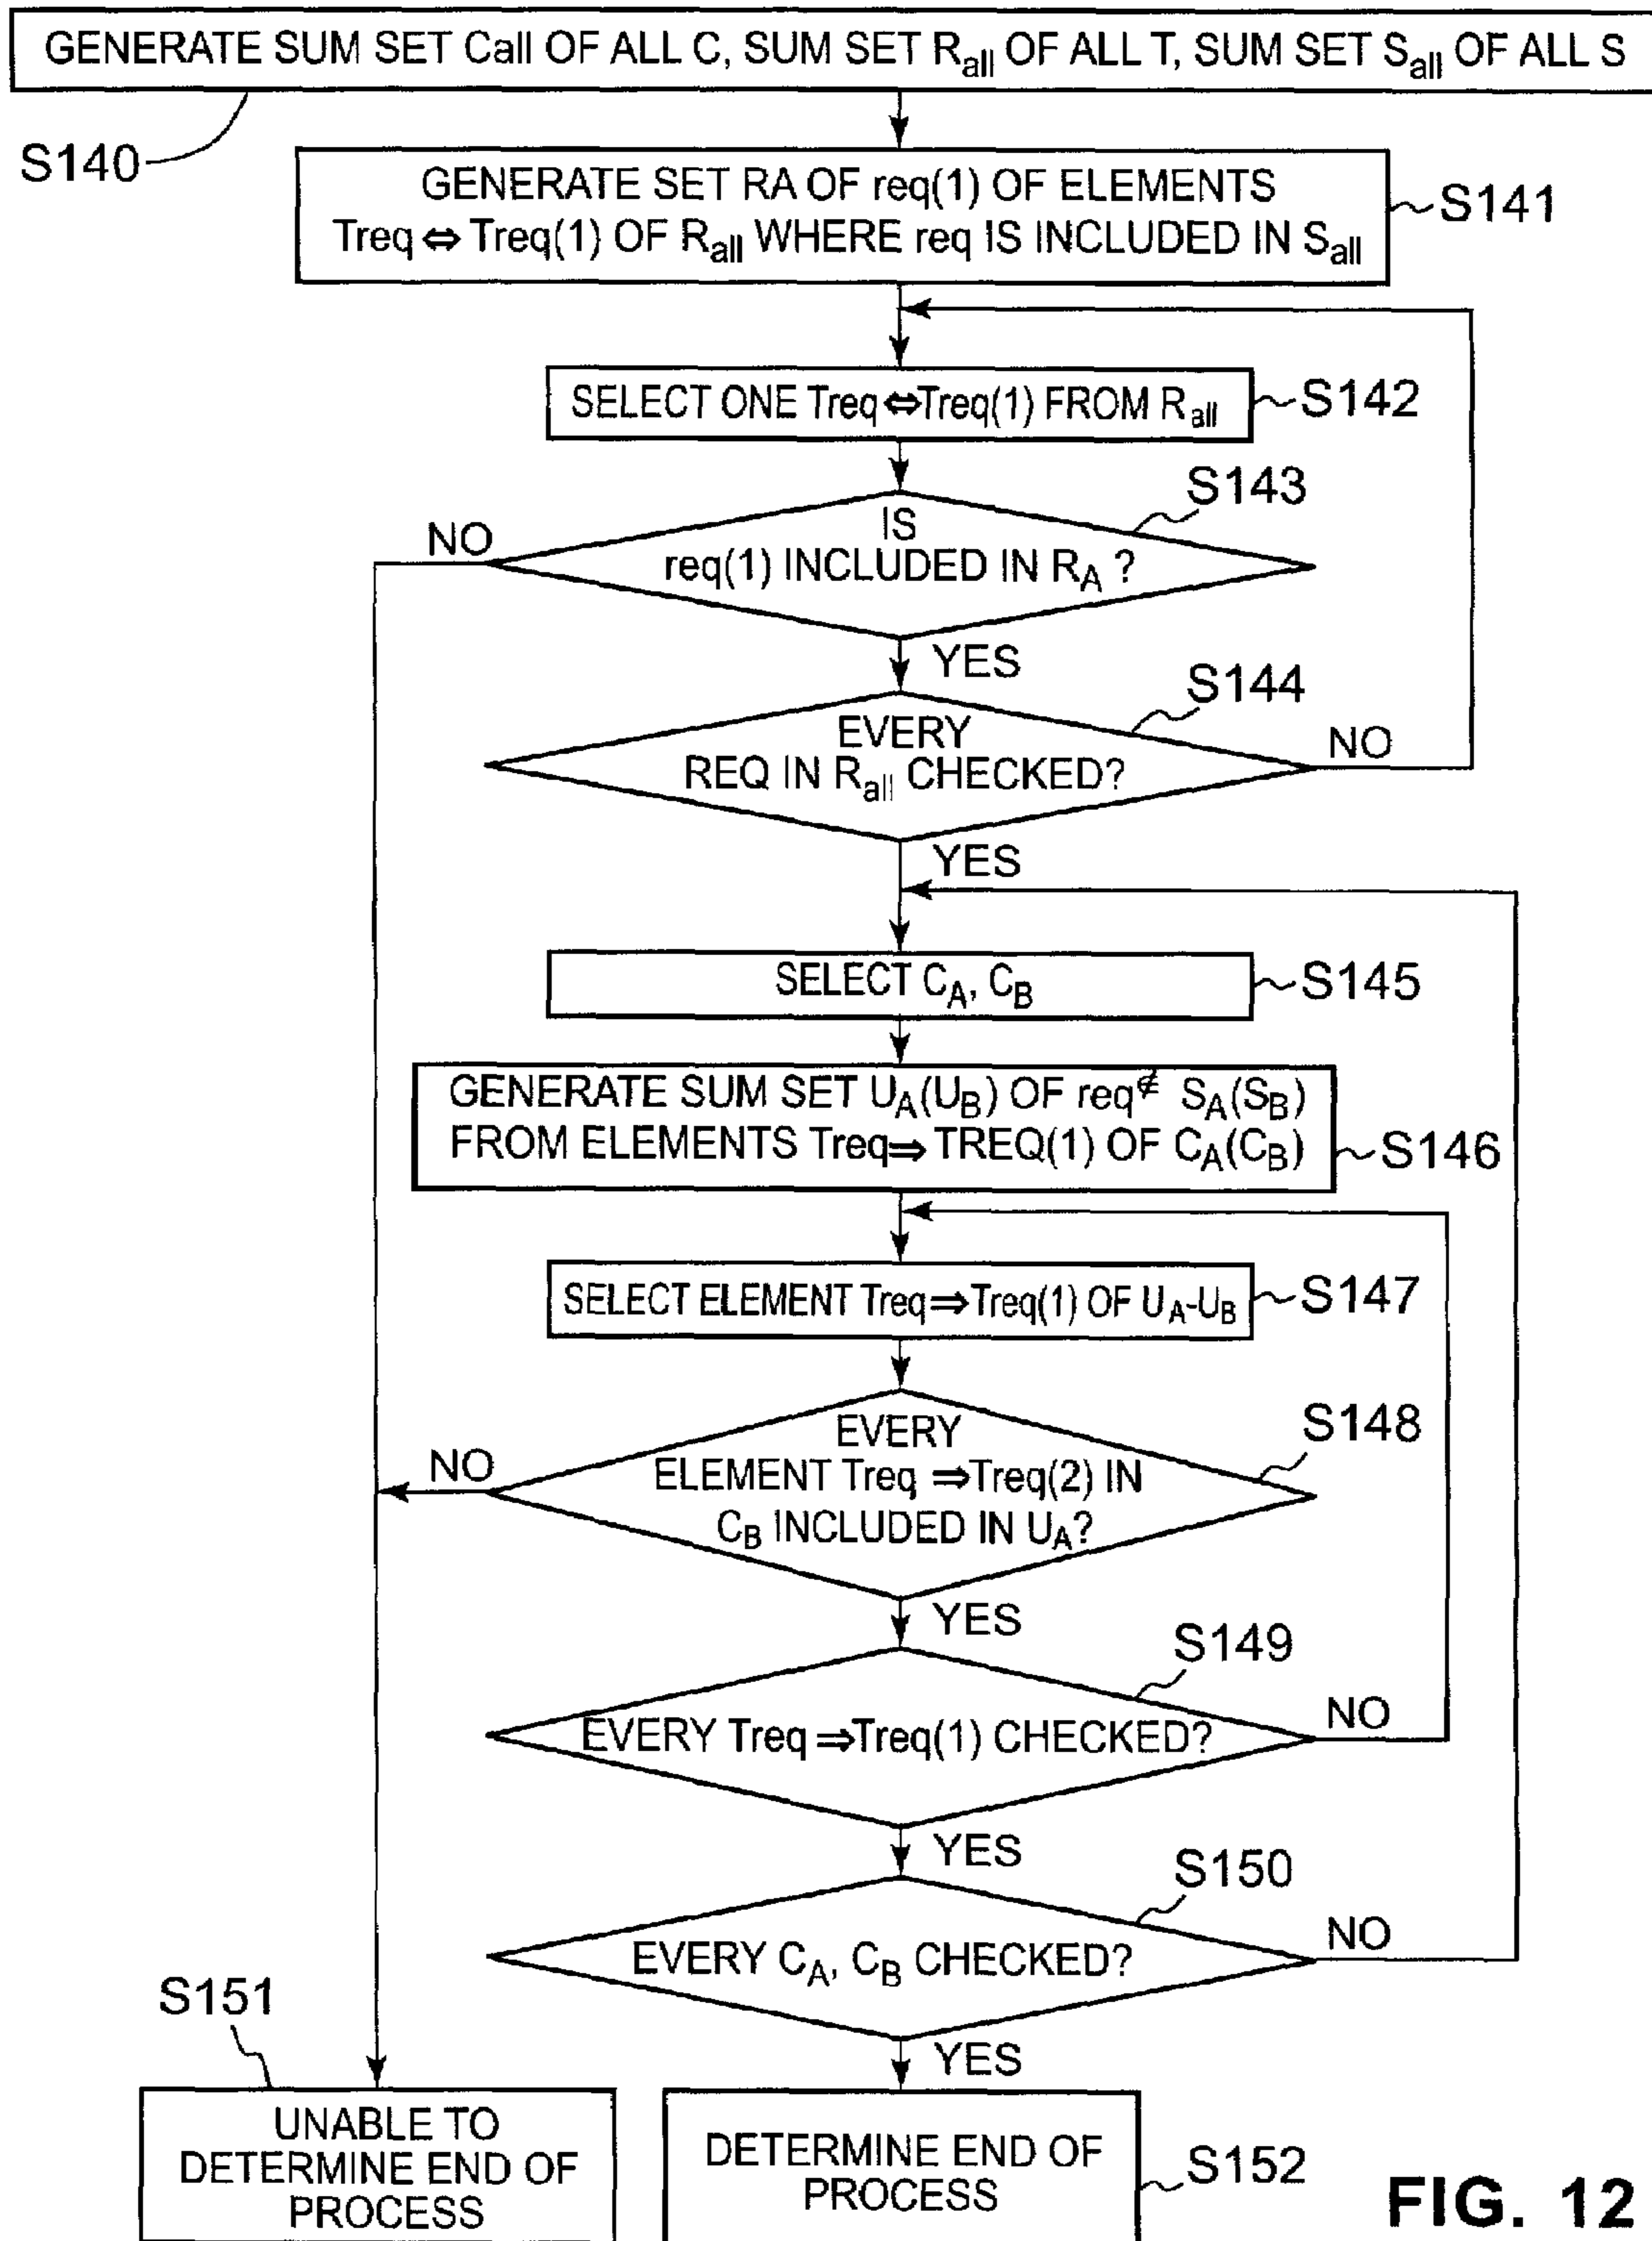 GENERATE SUM SET Call OF ALL C, SUM SET Rall OF ALL T, SUM SET Sall OF ALL S
S140
GENERATE SET RA OF req(1) OF ELEMENTS
Treq ⇔ Treq(1) OF Rall WHERE req IS INCLUDED IN Sall
S141
SELECT ONE Treq ⇔ Treq(1) FROM Rall
S142
S143
NO
IS
req(1) INCLUDED IN RA ?
YES
S144
EVERY
REQ IN Rall CHECKED?
NO
YES
SELECT CA, CB
S145
GENERATE SUM SET UA(UB) OF req∉ SA(SB)
FROM ELEMENTS Treq⇒ TREQ(1) OF CA(CB)
S146
SELECT ELEMENT Treq⇒Treq(1) OF UA-UB
S147
S148
EVERY
NO
ELEMENT Treq ⇒Treq(2) IN
CB INCLUDED IN UA?
YES
S149
EVERY Treq ⇒Treq(1) CHECKED?
NO
YES
S150
EVERY CA, CB CHECKED?
NO
YES
S151
UNABLE TO
DETERMINE END OF
PROCESS
DETERMINE END OF
PROCESS
S152
FIG. 12